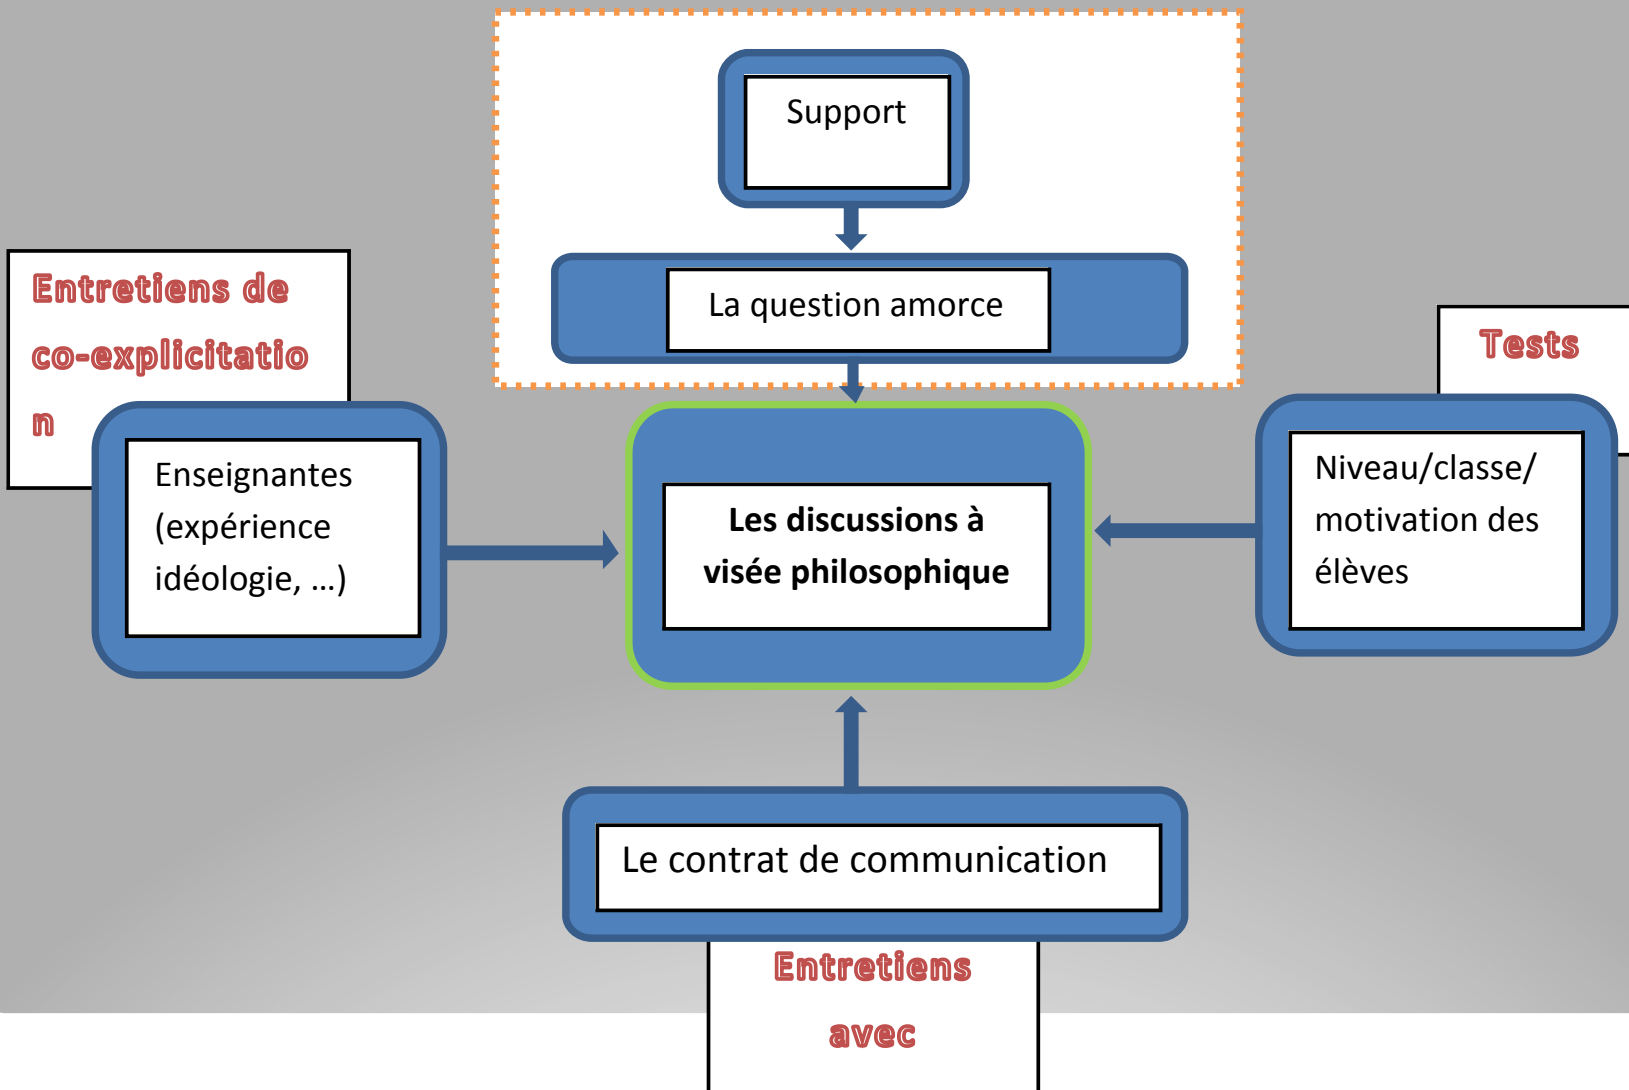 Support
La question amorce
Entretiens de
co-explicitatio
n
Tests
Enseignantes
(expérience
idéologie, ...)
Les discussions à
visée philosophique
Niveau/classe/
motivation des
élèves
Le contrat de communication
Entretiens
avec